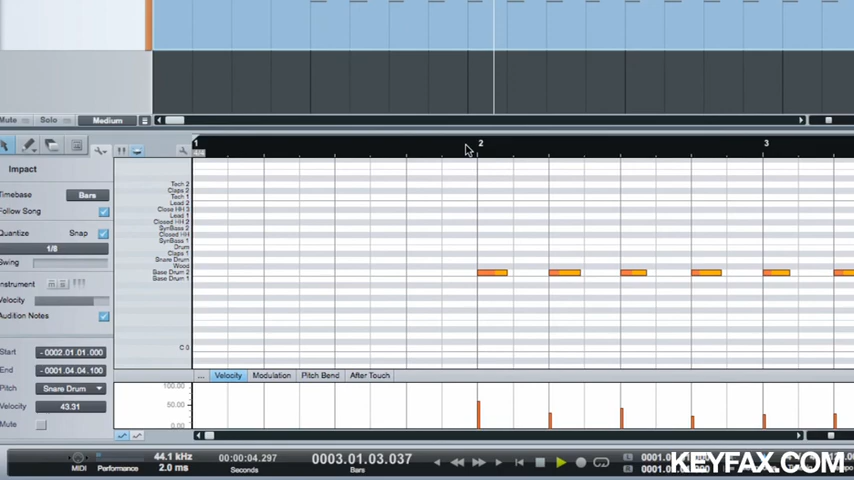 Mute Solo Medium
1 2 3
4/4
Impact
Timebase Bars
Follow Song
Quantize Snap
1/8
Swing
Instrument
Velocity
Audition Notes
Start 0002.01.01.000
End 0001.04.04.100
Pitch Snare Drum
Velocity 43.31
Mute
Tech 2
Claps 2
Tech 1
Lead 2
Close HH 3
Lead 1
Closed HH 2
SynBass 2
Closed HH
SynBass 1
Drum
Claps 1
Snare Drum
Wood
Base Drum 2
Base Drum 1
C 0
... Velocity Modulation Pitch Bend After Touch
100.00
50.00
0.00
MIDI Performance
44.1 kHz
2.0 ms
00:00:04.297
Seconds
0003.01.03.037
Bars
L
R
KEYFAX.COM